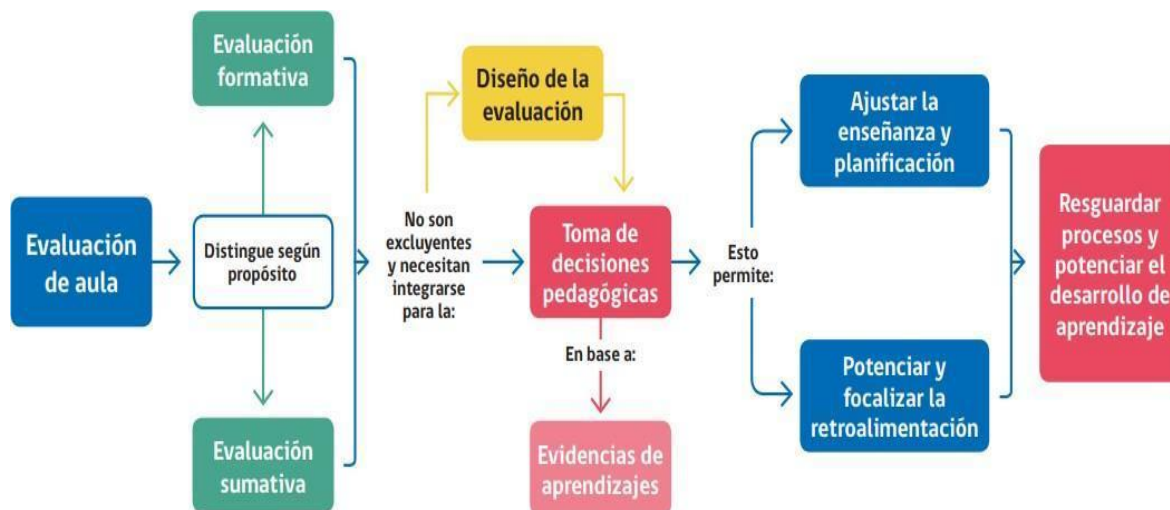 Evaluación
de aula
Distingue según
propósito
Evaluación
formativa
Evaluación
sumativa
No son
excluyentes
y necesitan
integrarse
para la:
Diseño de la
evaluación
Toma de
decisiones
pedagógicas
En base a:
Evidencias de
aprendizajes
Esto
permite:
Ajustar la
enseñanza y
planificación
Potenciar y
focalizar la
retroalimentación
Resguardar
procesos y
potenciar el
desarrollo de
aprendizaje